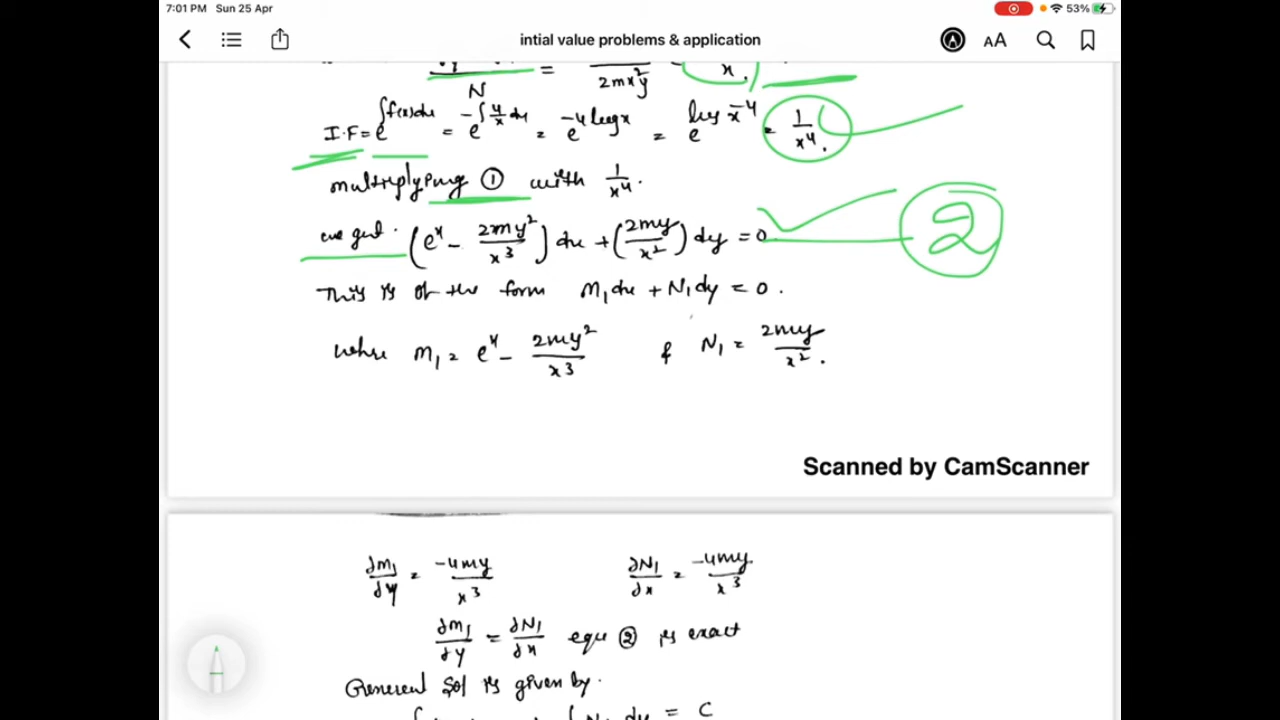 7:01 PM Sun 25 Apr
53%
intial value problems & application
AA
N = 2mx²y x.
I.F = e^∫f(x)dx = e^-∫4/x dx = e^-4 log x = e^log x^-4 = 1/x⁴.
multiplying ① with 1/x⁴.
we get. (e^x - 2my²/x³) dx + (2my/x²) dy = 0 2
This is of the form M₁dx + N₁dy = 0.
where M₁ = e^x - 2my²/x³ & N₁ = 2my/x².
Scanned by CamScanner
∂M₁/∂y = -4my/x³ ∂N₁/∂x = -4my/x³
∂M₁/∂y = ∂N₁/∂x equ ② is exact
General Sol is given by.
∫ N₁ dy = C